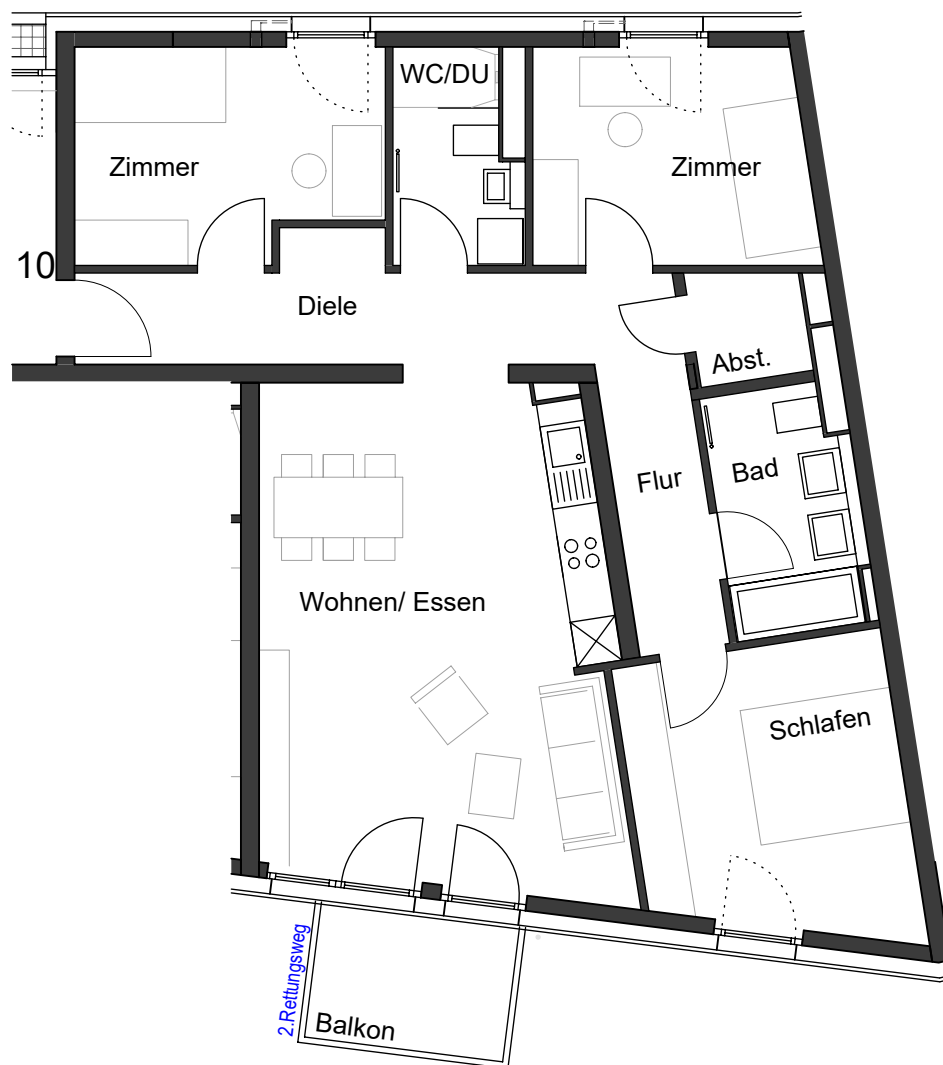 WC/DU
Zimmer
Zimmer
10
Diele
Abst.
Flur
Bad
Wohnen/ Essen
Schlafen
2.Rettungsweg
Balkon